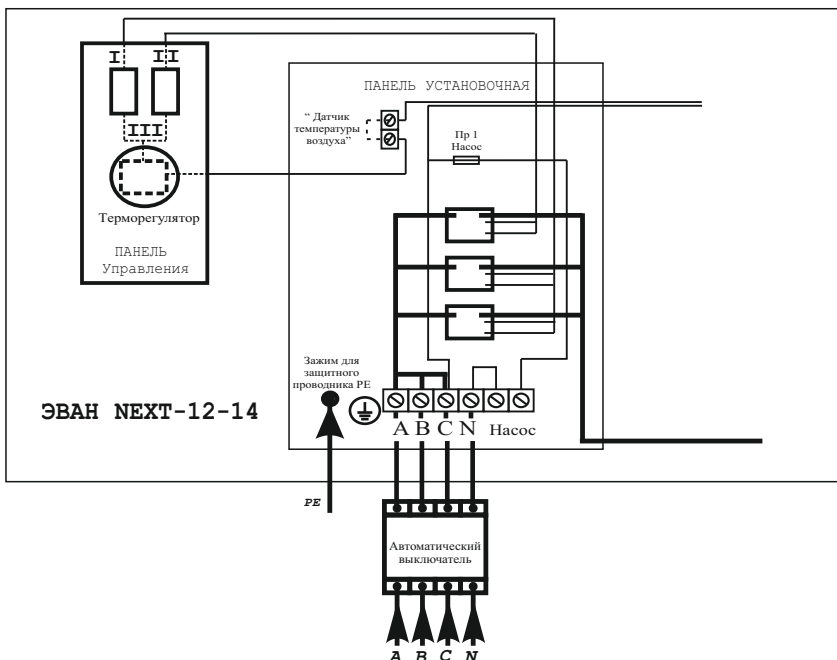 I II
III
Терморегулятор
ПАНЕЛЬ
Управления
ПАНЕЛЬ УСТАНОВОЧНАЯ
“ Датчик
температуры
воздуха”
Пр 1
Насос
Зажим для
защитного
проводника PE
ЭВАН NEXT-12-14
A B C N Насос
PE
Автоматический
выключатель
A B C N